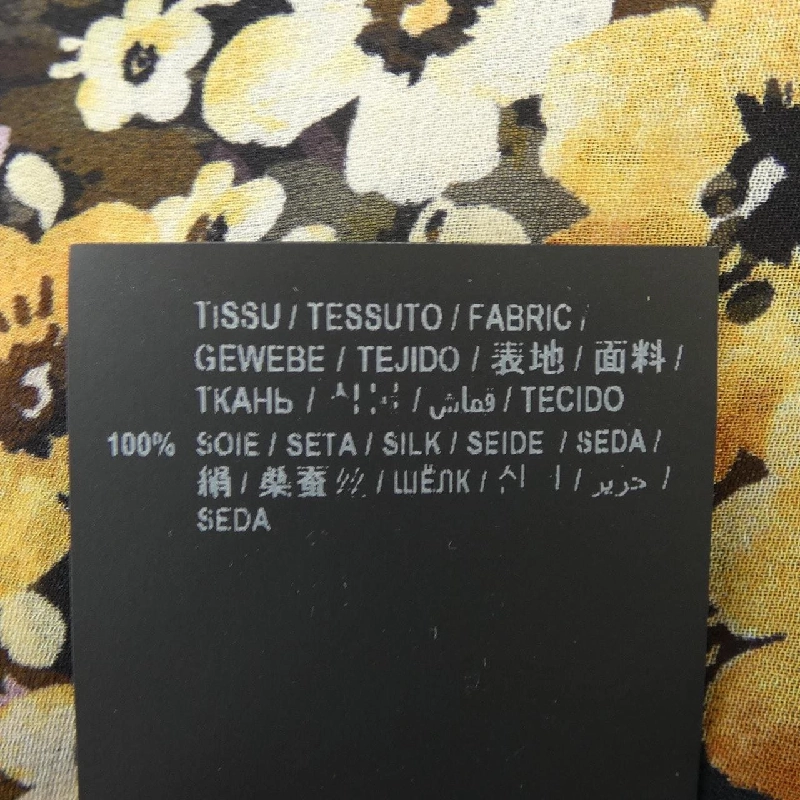 TISSU / TESSUTO / FABRIC /
GEWEBE / TEJIDO / 表地 / 面料 /
ТКАНЬ / / قماش / TECIDO
100% SOIE / SETA / SILK / SEIDE / SEDA /
絹 / 桑蚕丝 / ШЁЛК / / حرير /
SEDA